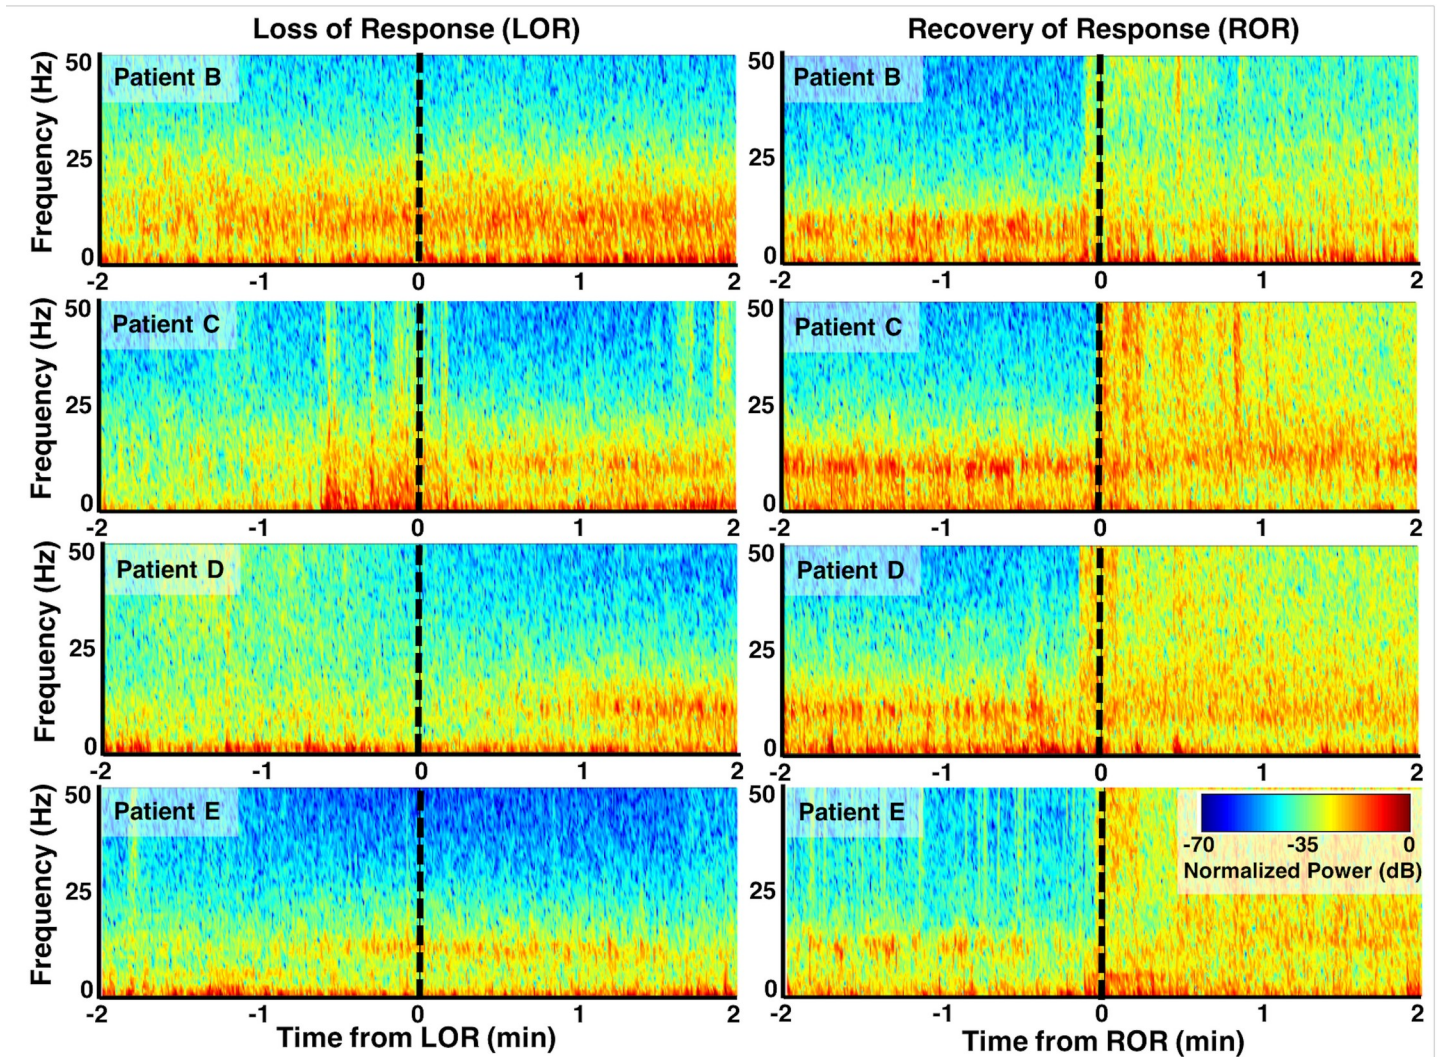 Loss of Response (LOR)
Recovery of Response (ROR)
Frequency (Hz)
50
25
0
Patient B
-2 -1 0 1 2
50
25
0
Patient B
-2 -1 0 1 2
Frequency (Hz)
50
25
0
Patient C
-2 -1 0 1 2
50
25
0
Patient C
-2 -1 0 1 2
Frequency (Hz)
50
25
0
Patient D
-2 -1 0 1 2
50
25
0
Patient D
-2 -1 0 1 2
Frequency (Hz)
50
25
0
Patient E
-2 -1 0 1 2
Time from LOR (min)
50
25
0
Patient E
-70 -35 0
Normalized Power (dB)
-2 -1 0 1 2
Time from ROR (min)